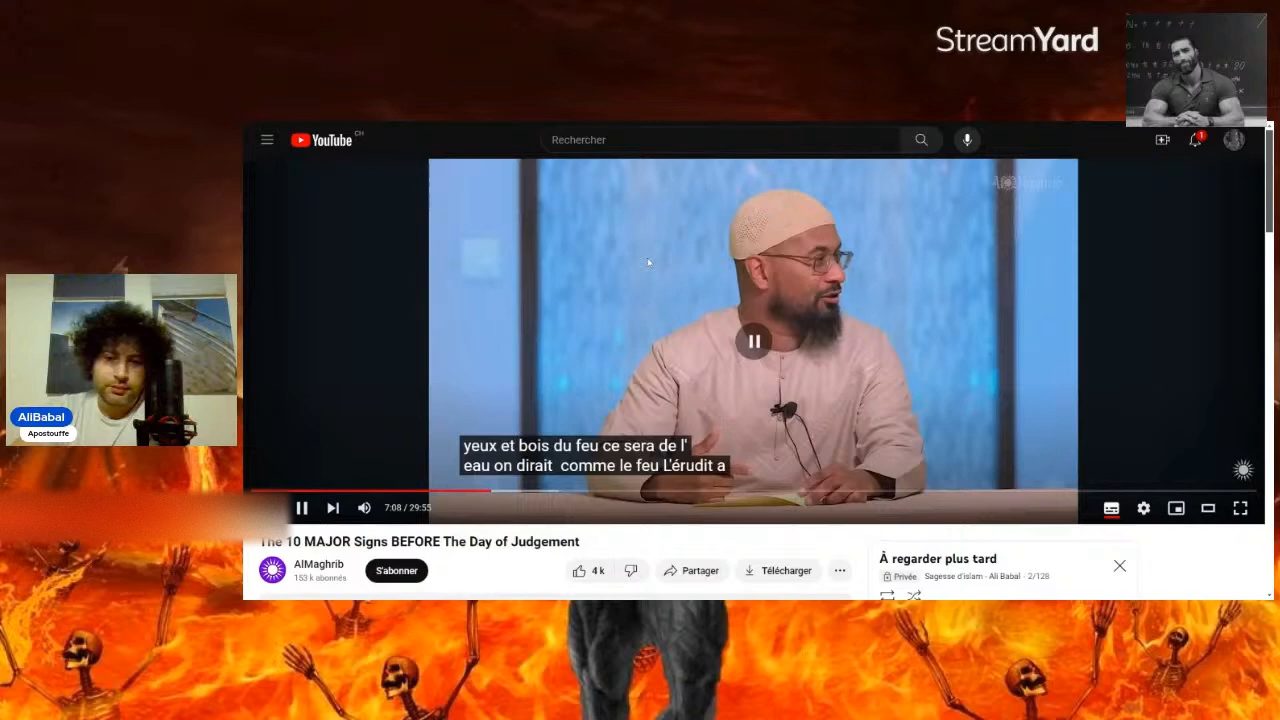 StreamYard
YouTube CH
Rechercher
1
yeux et bois du feu ce sera de l'
eau on dirait comme le feu L'érudit a
AliBabal
Apostouffe
7:08 / 29:55
The 10 MAJOR Signs BEFORE The Day of Judgement
AlMaghrib
153 k abonnés
S'abonner
4 k
Partager
Télécharger
À regarder plus tard
Privée
Sagesse d'islam - Ali Babal - 2/128